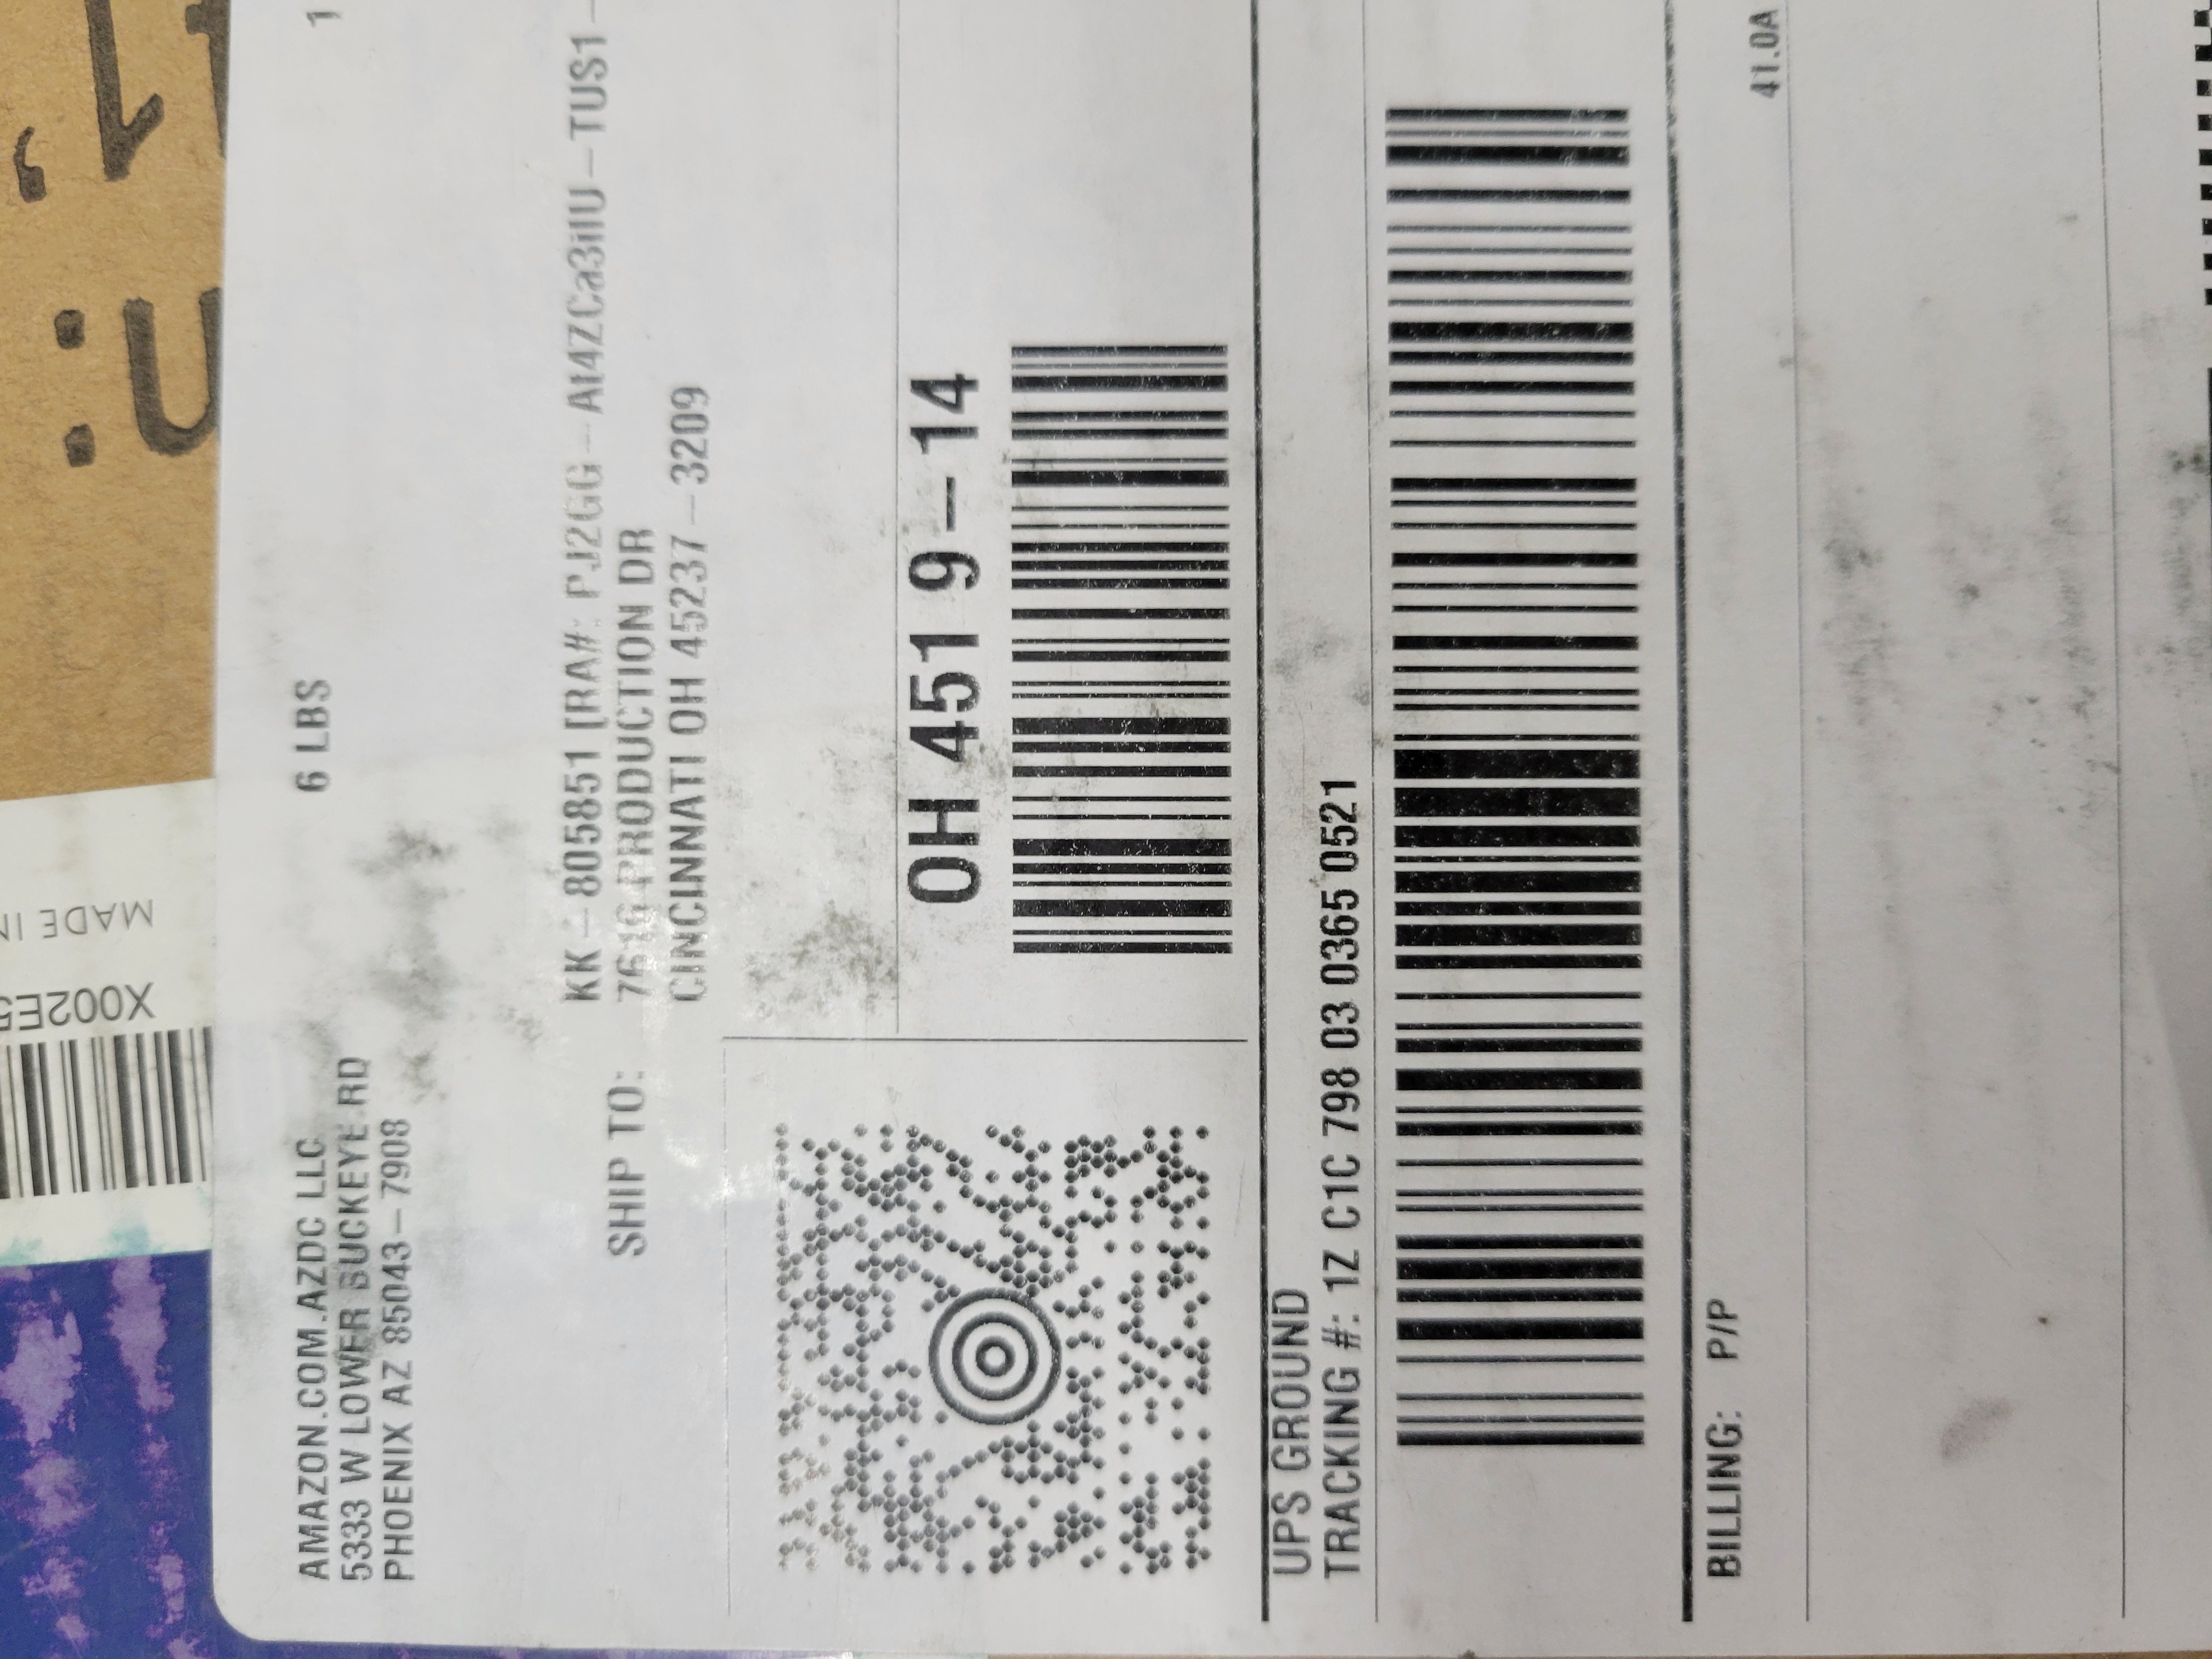 AMAZON.COM.AZDC LLC
5333 W LOWER BUCKEYE RD
PHOENIX AZ 85043-7908
6 LBS
1
SHIP TO:
KK-805851 [RA#: PJ2GG-At4ZCa3iIU-TUS1-
7616 PRODUCTION DR
CINCINNATI OH 45237-3209
OH 451 9-14
UPS GROUND
TRACKING #: 1Z C1C 798 03 0365 0521
BILLING: P/P
41.0A
X002E5
MADE IN